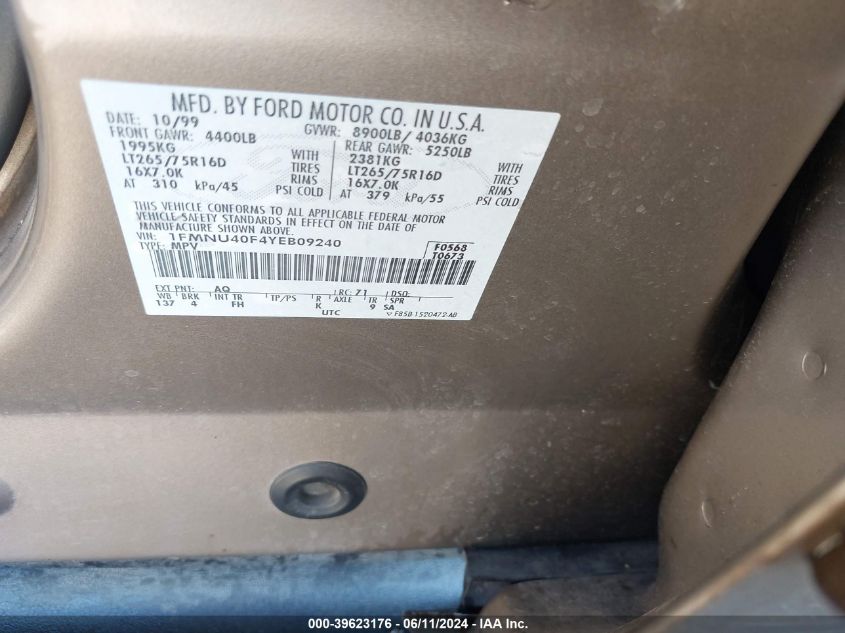 MFD. BY FORD MOTOR CO. IN U.S.A.
DATE: 10/99 GVWR: 8900LB/ 4036KG
FRONT GAWR: 4400LB REAR GAWR: 5250LB
1995KG WITH 2381KG WITH
LT265/75R16D TIRES LT265/75R16D TIRES
16X7.0K RIMS 16X7.0K RIMS
AT 310 kPa/45 PSI COLD AT 379 kPa/55 PSI COLD
THIS VEHICLE CONFORMS TO ALL APPLICABLE FEDERAL MOTOR
VEHICLE SAFETY STANDARDS IN EFFECT ON THE DATE OF
MANUFACTURE SHOWN ABOVE.
VIN: 1FMNU40F4YEB09240 F0568
TYPE: MPV T0673
EXT PNT: AQ RC: 71 DSO:
WB BRK INT TR TP/PS R AXLE TR SPR
137 4 FH K 9 SA
UTC F85B 1520472 AB
000-39623176 - 06/11/2024 - IAA Inc.